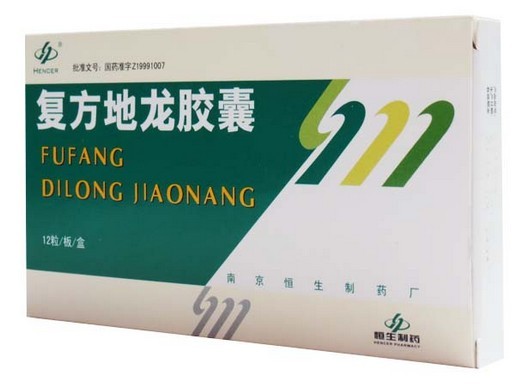 HENCER®
批准文号：国药准字Z19991007
复方地龙胶囊
FUFANG
DILONG JIAONANG
12粒/板/盒
南京恒生制药厂
恒生制药
HENCER PHARMACY